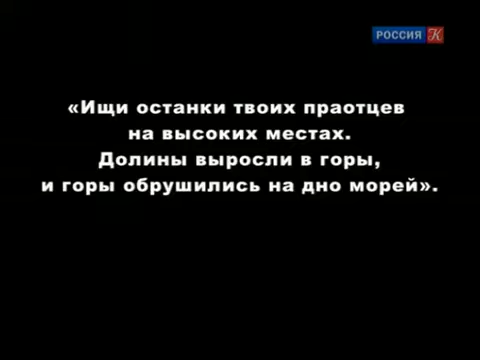 РОССИЯ К
«Ищи останки твоих праотцев
на высоких местах.
Долины выросли в горы,
и горы обрушились на дно морей».